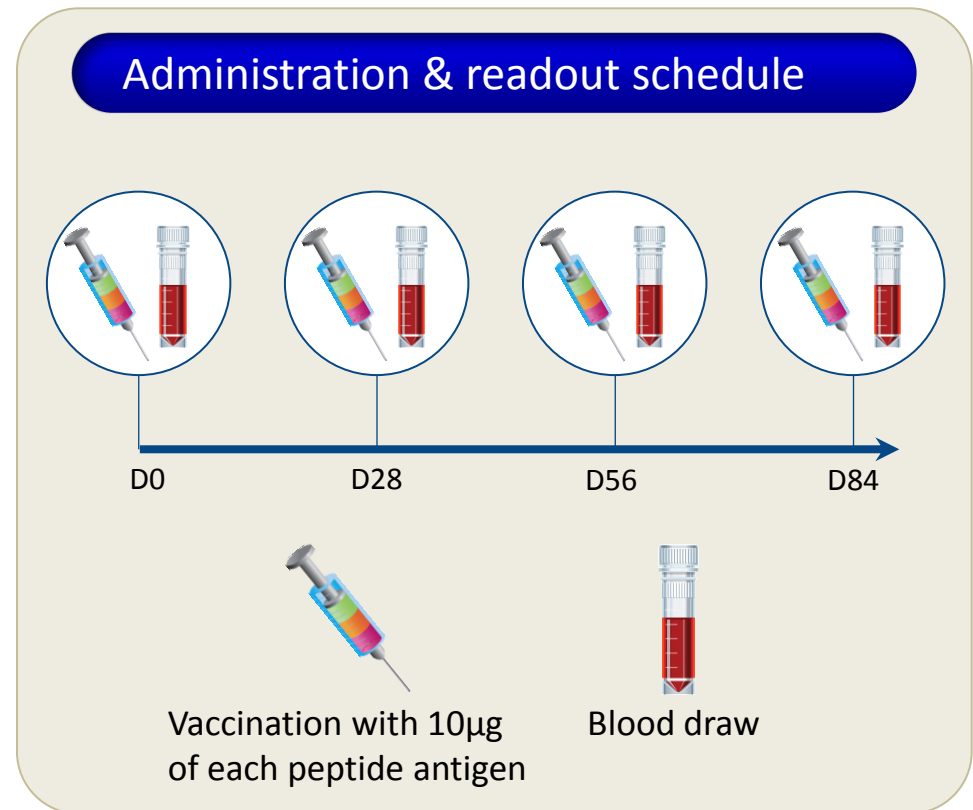 Administration & readout schedule
D0
D28
D56
D84
Vaccination with 10µg
of each peptide antigen
Blood draw